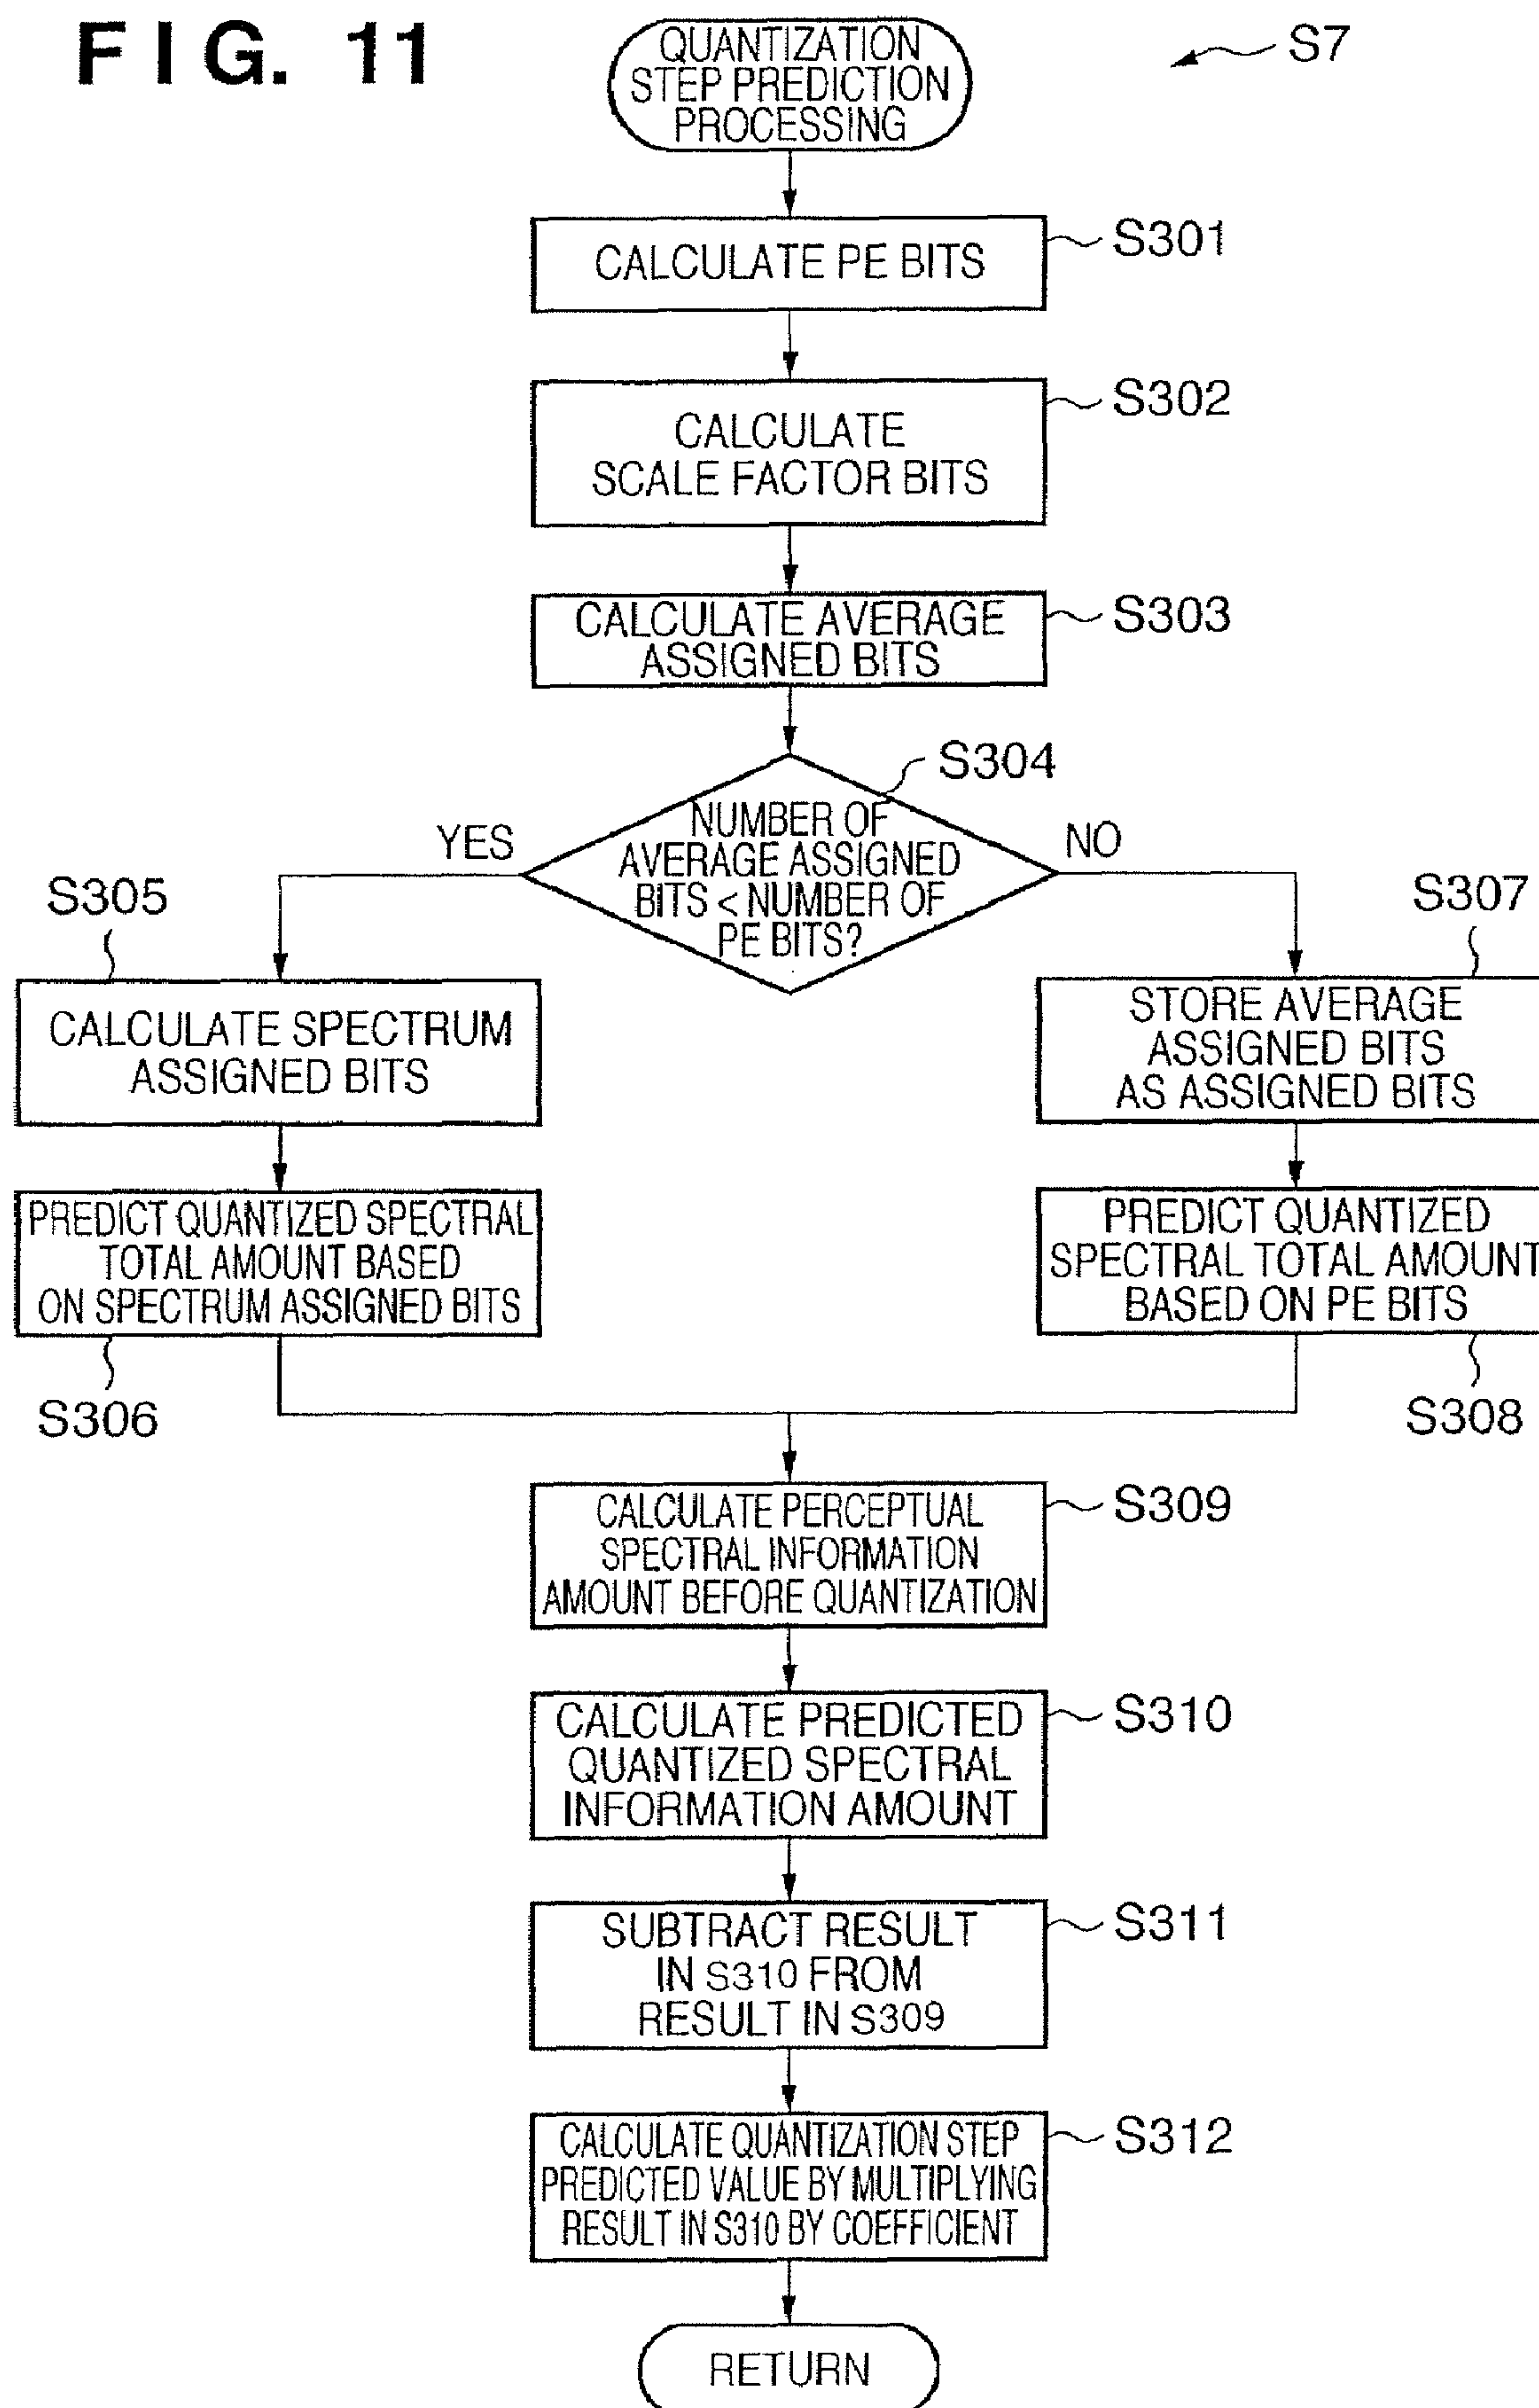 FIG. 11
S7
QUANTIZATION
STEP PREDICTION
PROCESSING
S301
CALCULATE PE BITS
S302
CALCULATE
SCALE FACTOR BITS
S303
CALCULATE AVERAGE
ASSIGNED BITS
S304
NUMBER OF
AVERAGE ASSIGNED
BITS < NUMBER OF
PE BITS?
YES
NO
S305
CALCULATE SPECTRUM
ASSIGNED BITS
PREDICT QUANTIZED SPECTRAL
TOTAL AMOUNT BASED
ON SPECTRUM ASSIGNED BITS
S306
S307
STORE AVERAGE
ASSIGNED BITS
AS ASSIGNED BITS
PREDICT QUANTIZED
SPECTRAL TOTAL AMOUNT
BASED ON PE BITS
S308
S309
CALCULATE PERCEPTUAL
SPECTRAL INFORMATION
AMOUNT BEFORE QUANTIZATION
S310
CALCULATE PREDICTED
QUANTIZED SPECTRAL
INFORMATION AMOUNT
S311
SUBTRACT RESULT
IN S310 FROM
RESULT IN S309
S312
CALCULATE QUANTIZATION STEP
PREDICTED VALUE BY MULTIPLYING
RESULT IN S310 BY COEFFICIENT
RETURN